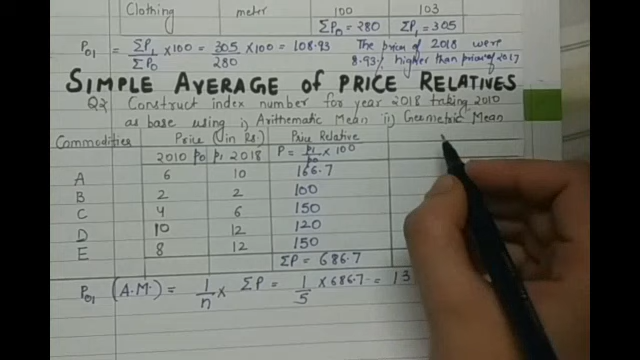 Clothing meter 100 103
ΣP₀ = 280 ΣP₁ = 305
P₀₁ = ΣP₁/ΣP₀ × 100 = 305/280 × 100 = 108.93 The prices of 2018 were
8.93% higher than prices of 2017
SIMPLE AVERAGE OF PRICE RELATIVES
Q2 Construct index number for year 2018 taking 2010
as base using i) Arithematic Mean ii) Geometric Mean
Commodities Price (in Rs.) Price Relative
2010 p₀ p₁ 2018 P = p₁/p₀ × 100
A 6 10 166.7
B 2 2 100
C 4 6 150
D 10 12 120
E 8 12 150
ΣP = 686.7
P₀₁ (A.M.) = 1/n × ΣP = 1/5 × 686.7 = 13